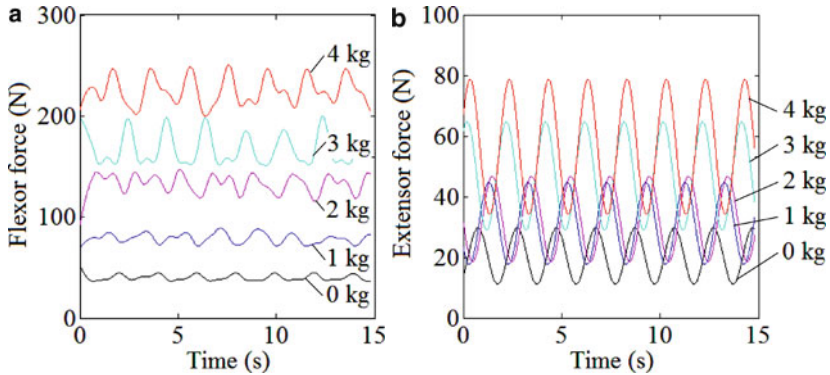 a
Flexor force (N)
300
200
100
0
0 5 10 15
Time (s)
4 kg
3 kg
2 kg
1 kg
0 kg
b
Extensor force (N)
100
80
60
40
20
0
0 5 10 15
Time (s)
4 kg
3 kg
2 kg
1 kg
0 kg